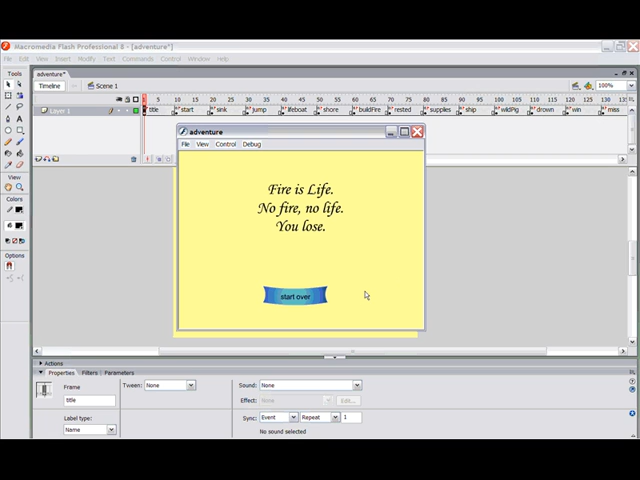 Macromedia Flash Professional 8 - [adventure*]
File Edit View Insert Modify Text Commands Control Window Help
Tools
adventure*
Timeline
Scene 1
100%
5 10 15 20 25 30 35 40 45 50 55 60 65 70 75 80 85 90 95 100 105 110 115 120 125 130 135
Layer 1
title start sink jump lifeboat shore buildFire rested supplies ship wildPig drown win miss
View
Colors
Options
adventure
File View Control Debug
Fire is Life.
No fire, no life.
You lose.
start over
Actions
Properties Filters Parameters
Frame
title
Label type:
Name
Tween: None
Sound: None
Effect: None
Edit...
Sync: Event Repeat 1
No sound selected